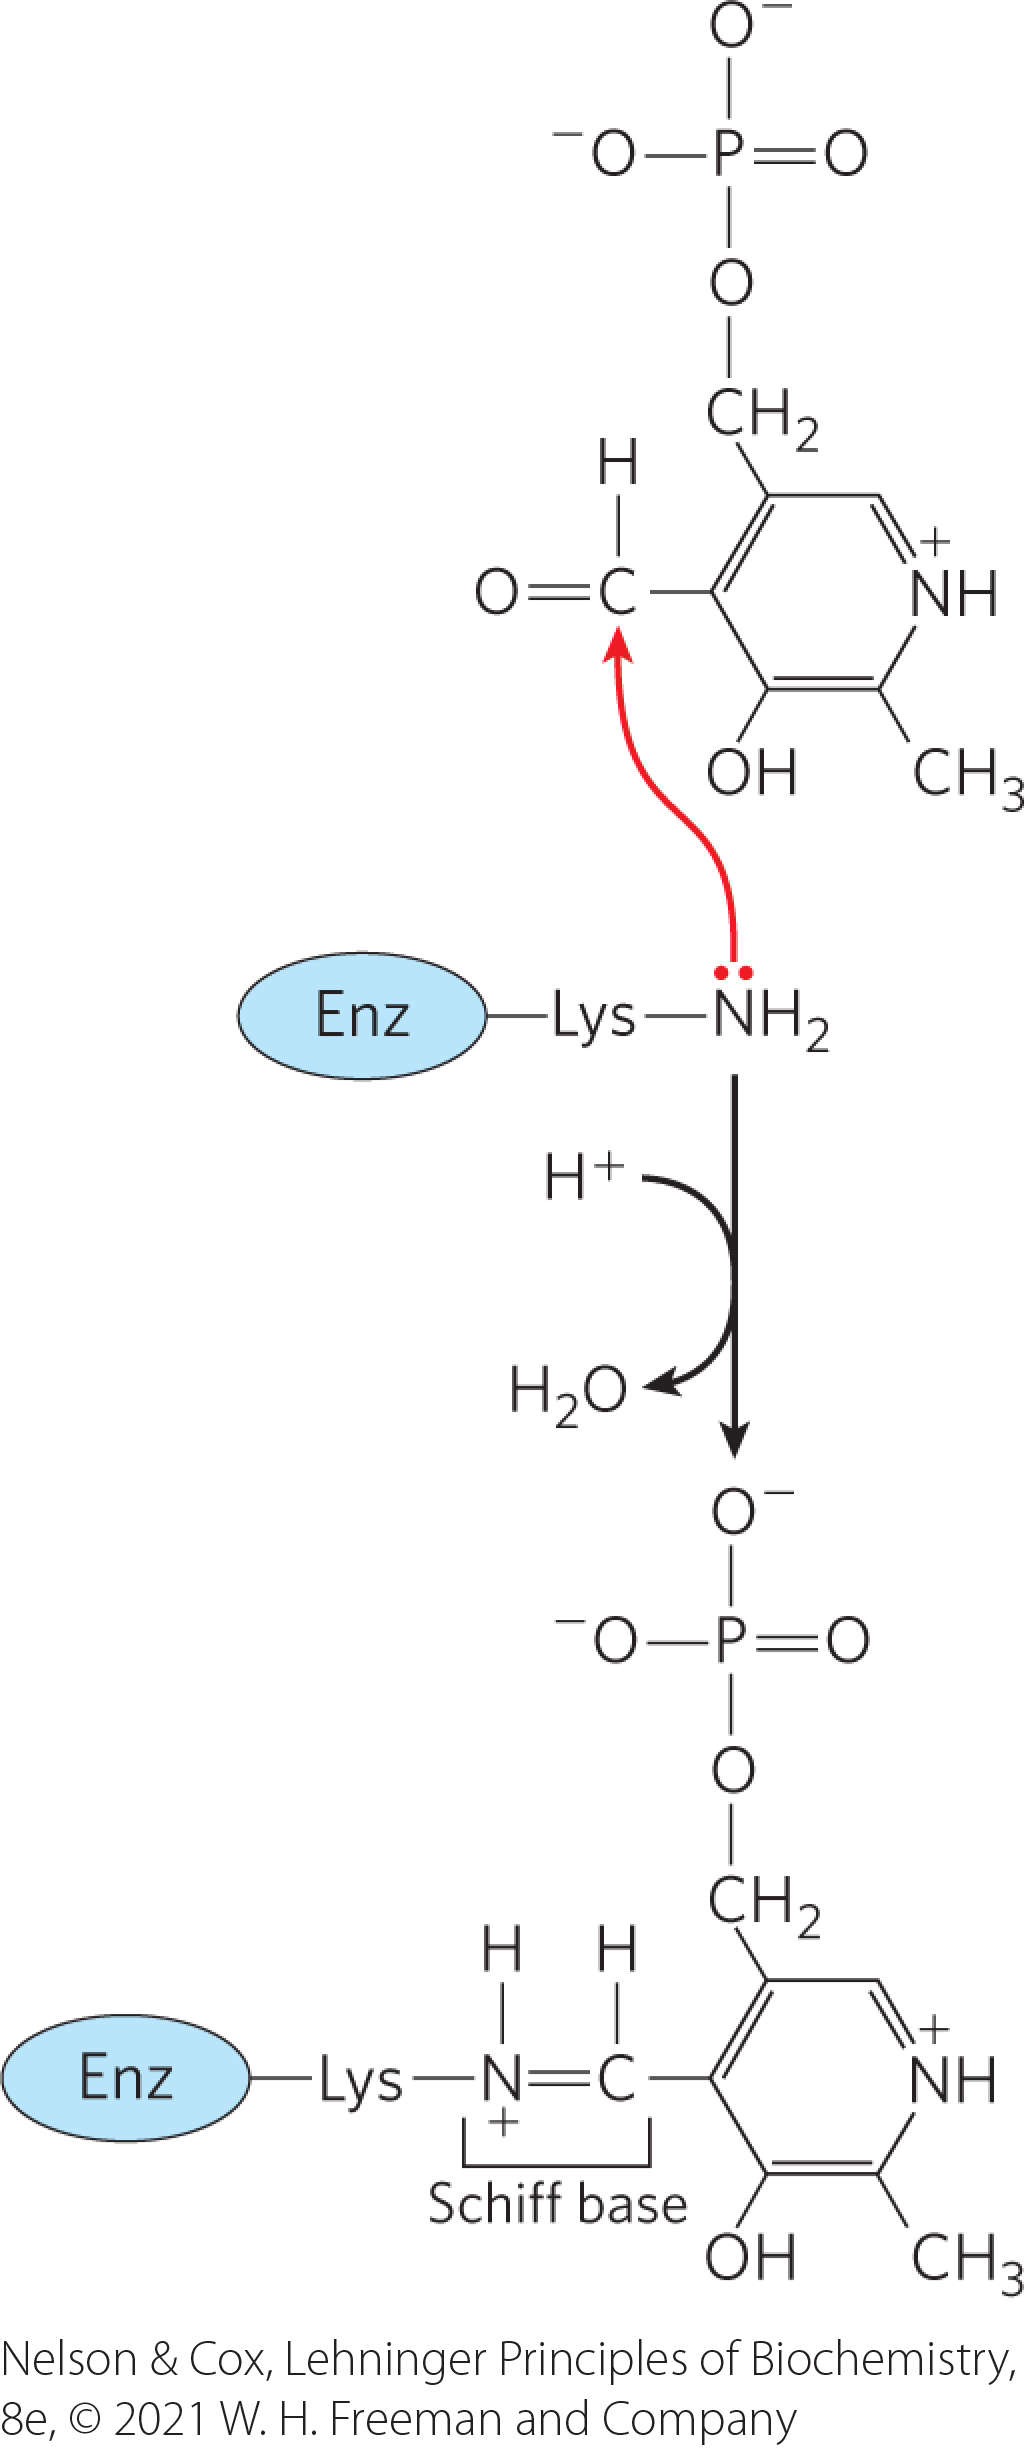 O⁻
⁻O—P=O
O
CH₂
H
O=C
+
NH
OH
CH₃
Enz—Lys—NH₂
H⁺
H₂O
O⁻
⁻O—P=O
O
CH₂
H H
Enz—Lys—N=C
+
+
NH
Schiff base
OH
CH₃
Nelson & Cox, Lehninger Principles of Biochemistry,
8e, © 2021 W. H. Freeman and Company